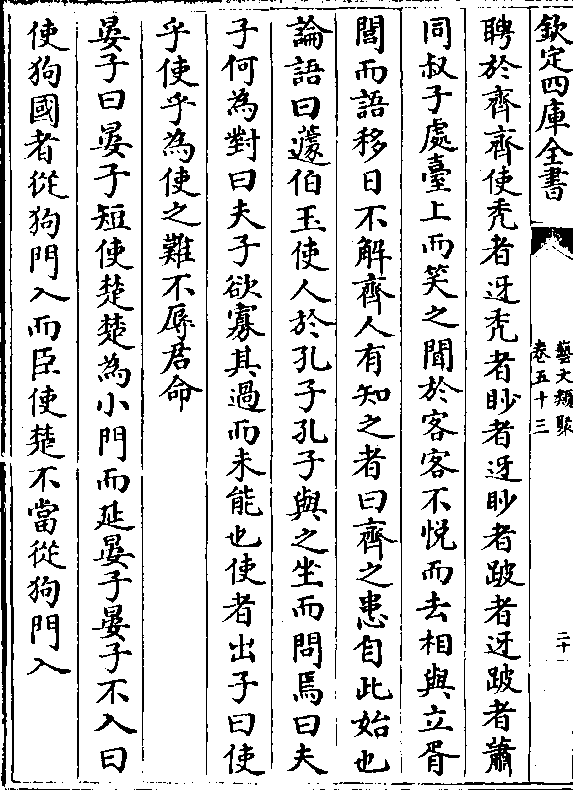 欽定四庫全書
藝文類聚
卷五十三
二十
聘於齊齊使禿者迓禿者眇者迓眇者跛者迓跛者蕭
同叔子處臺上而笑之聞於客客不悅而去相與立胥
閭而語移日不解齊人有知之者曰齊之患自此始也
論語曰蘧伯玉使人於孔子孔子與之坐而問焉曰夫
子何為對曰夫子欲寡其過而未能也使者出子曰使
乎使乎為使之難不辱君命
晏子曰晏子短使楚楚為小門而延晏子晏子不入曰
使狗國者從狗門入而臣使楚不當從狗門入